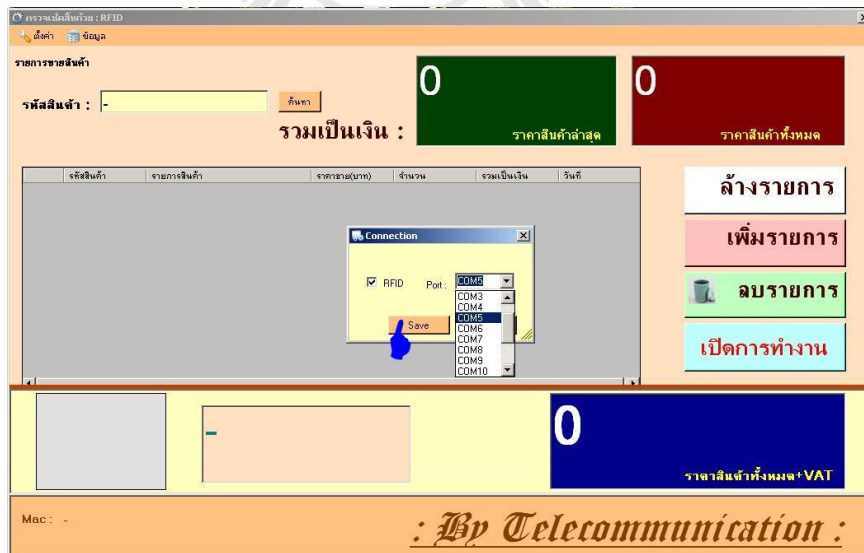 ตรวจเช็คสินค้าย : RFID
ตั้งค่า ข้อมูล
รายการขายสินค้า
รหัสสินค้า : -
ค้นหา
รวมเป็นเงิน :
0
ราคาสินค้าล่าสุด
0
ราคาสินค้าทั้งหมด
รหัสสินค้า รายการสินค้า ราคาขาย(บาท) จำนวน รวมเป็นเงิน วันที่
ล้างรายการ
เพิ่มรายการ
ลบรายการ
เปิดการทำงาน
Connection
RFID Port : COM5
COM3
COM4
COM5
COM6
COM7
COM8
COM9
COM10
Save
-
0
ราคาสินค้าทั้งหมด+VAT
Mac : -
: By Telecommunication :